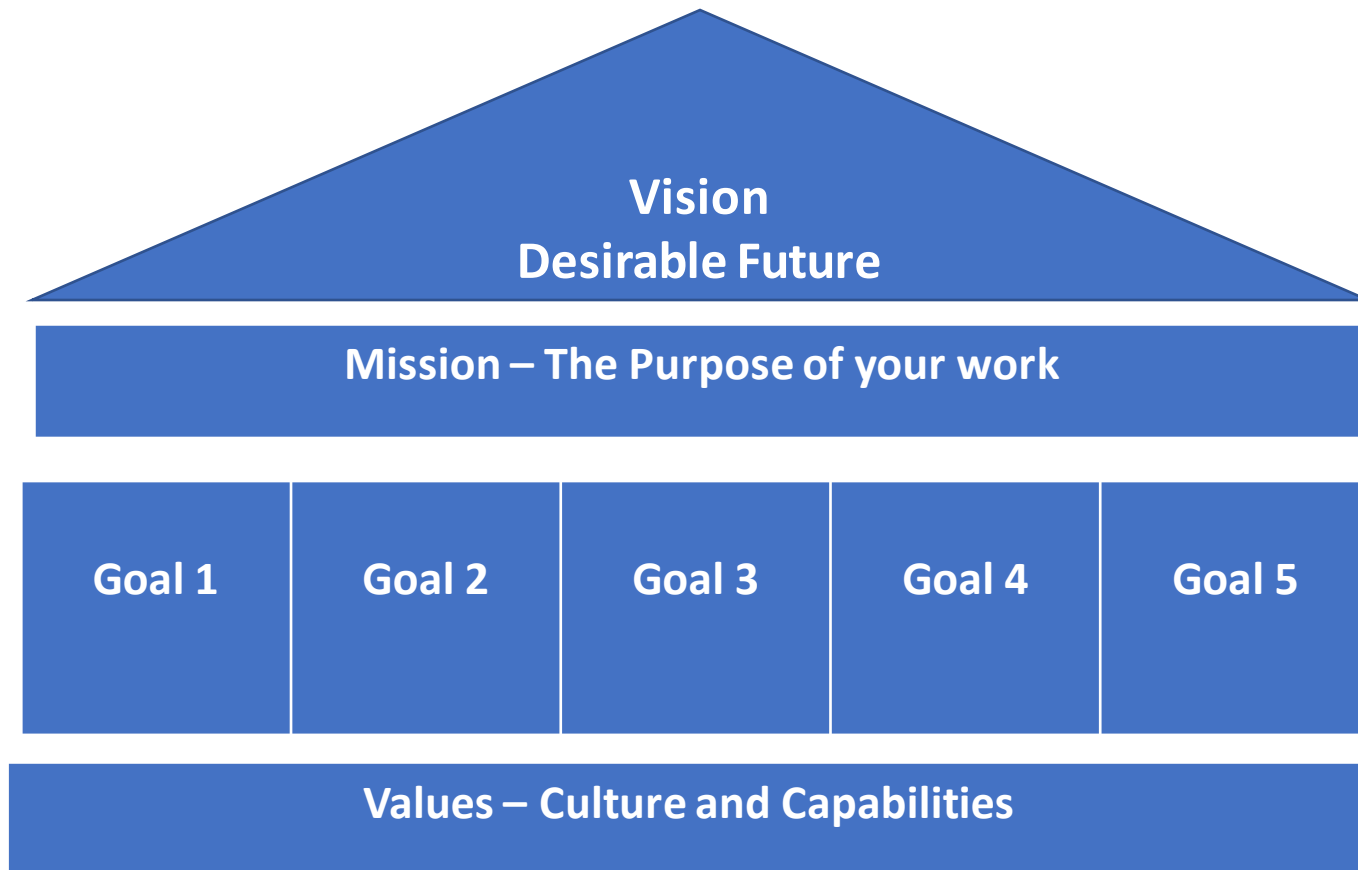 Vision
Desirable Future
Mission – The Purpose of your work
Goal 1
Goal 2
Goal 3
Goal 4
Goal 5
Values – Culture and Capabilities